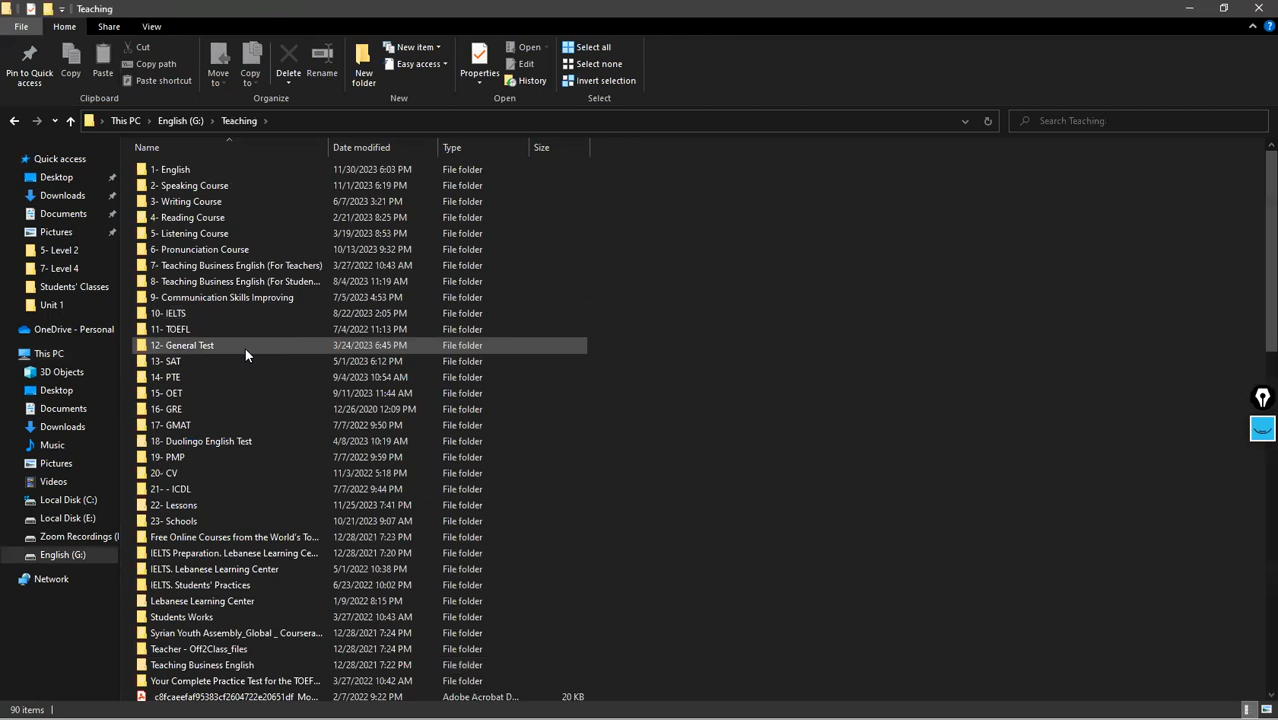 Teaching
File Home Share View
Pin to Quick access
Copy
Paste
Cut
Copy path
Paste shortcut
Clipboard
Move to
Copy to
Delete
Rename
Organize
New folder
New item
Easy access
New
Properties
Open
Edit
History
Open
Select all
Select none
Invert selection
Select
This PC > English (G:) > Teaching >
Search Teaching
Name Date modified Type Size
Quick access
Desktop
Downloads
Documents
Pictures
5- Level 2
7- Level 4
Students' Classes
Unit 1
OneDrive - Personal
This PC
3D Objects
Desktop
Documents
Downloads
Music
Pictures
Videos
Local Disk (C:)
Local Disk (E:)
Zoom Recordings (
English (G:)
Network
1- English 11/30/2023 6:03 PM File folder
2- Speaking Course 11/1/2023 6:19 PM File folder
3- Writing Course 6/7/2023 3:21 PM File folder
4- Reading Course 2/21/2023 8:25 PM File folder
5- Listening Course 3/19/2023 8:53 PM File folder
6- Pronunciation Course 10/13/2023 9:32 PM File folder
7- Teaching Business English (For Teachers) 3/27/2022 10:43 AM File folder
8- Teaching Business English (For Studen... 8/4/2023 11:19 AM File folder
9- Communication Skills Improving 7/5/2023 4:53 PM File folder
10- IELTS 8/22/2023 2:05 PM File folder
11- TOEFL 7/4/2022 11:13 PM File folder
12- General Test 3/24/2023 6:45 PM File folder
13- SAT 5/1/2023 6:12 PM File folder
14- PTE 9/4/2023 10:54 AM File folder
15- OET 9/11/2023 11:44 AM File folder
16- GRE 12/26/2020 12:09 PM File folder
17- GMAT 7/7/2022 9:50 PM File folder
18- Duolingo English Test 4/8/2023 10:19 AM File folder
19- PMP 7/7/2022 9:59 PM File folder
20- CV 11/3/2022 5:18 PM File folder
21- - ICDL 7/7/2022 9:44 PM File folder
22- Lessons 11/25/2023 7:41 PM File folder
23- Schools 10/21/2023 9:07 AM File folder
Free Online Courses from the World's To... 12/28/2021 7:23 PM File folder
IELTS Preparation. Lebanese Learning Ce... 12/28/2021 7:20 PM File folder
IELTS. Lebanese Learning Center 5/1/2022 10:38 PM File folder
IELTS. Students' Practices 6/23/2022 10:02 PM File folder
Lebanese Learning Center 1/9/2022 8:15 PM File folder
Students Works 3/27/2022 10:43 AM File folder
Syrian Youth Assembly_Global _ Coursera... 12/28/2021 7:24 PM File folder
Teacher - Off2Class_files 12/28/2021 7:24 PM File folder
Teaching Business English 12/28/2021 7:22 PM File folder
Your Complete Practice Test for the TOEF... 12/28/2021 7:24 PM File folder
_c8fcaeefaf95383cf2604722e20651df_Mo... 2/7/2022 9:22 PM Adobe Acrobat D... 20 KB
90 items